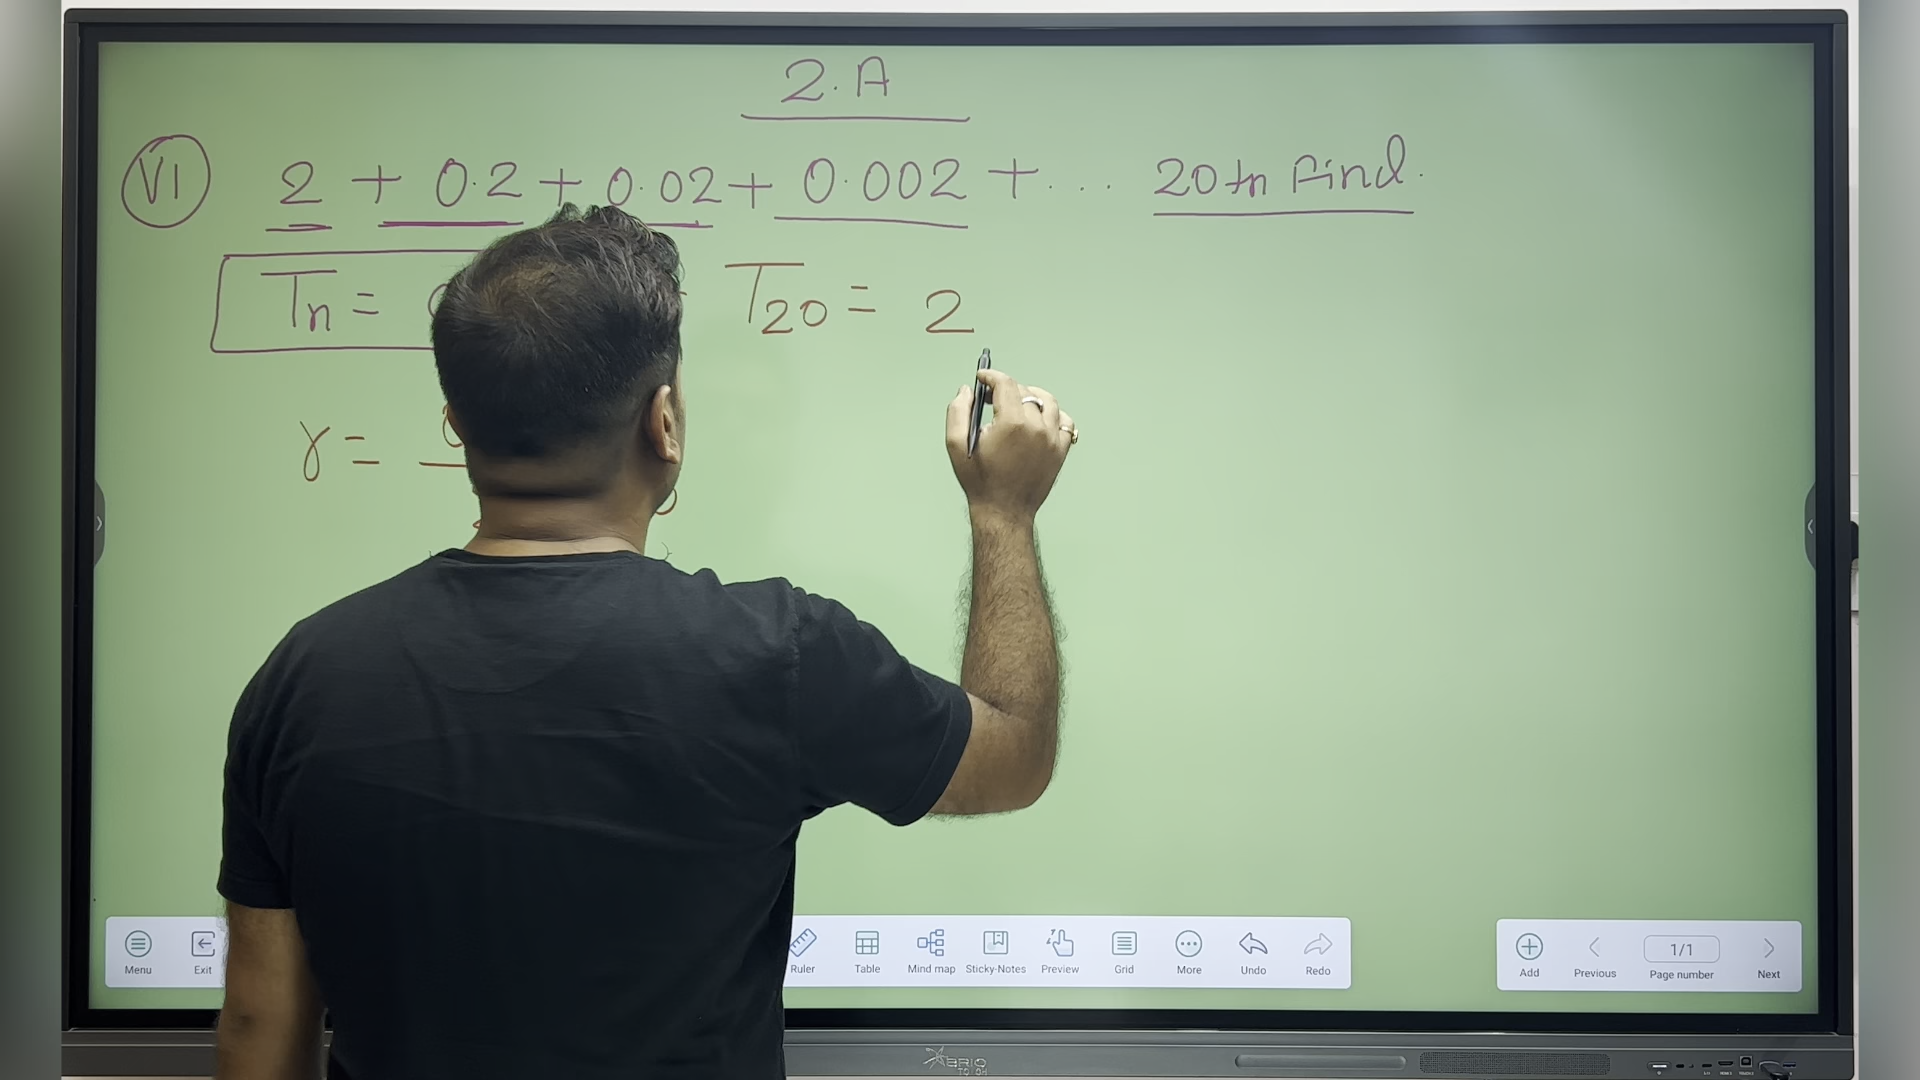 2.A
VI 2 + 0.2 + 0.02 + 0.002 + ... 20th find.
Tn = T20 = 2
r =
Menu Exit Ruler Table Mind map Sticky-Notes Preview Grid More Undo Redo Add Previous 1/1 Page number Next
BRIO